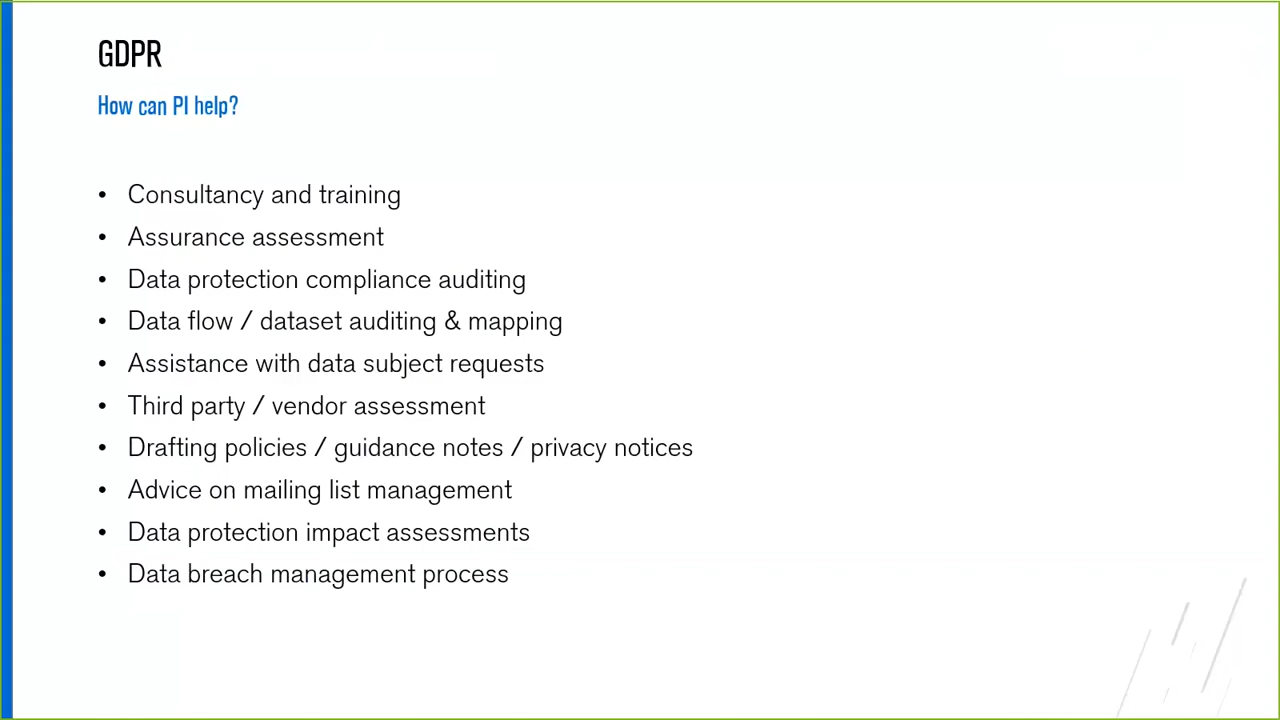 GDPR
How can PI help?
• Consultancy and training
• Assurance assessment
• Data protection compliance auditing
• Data flow / dataset auditing & mapping
• Assistance with data subject requests
• Third party / vendor assessment
• Drafting policies / guidance notes / privacy notices
• Advice on mailing list management
• Data protection impact assessments
• Data breach management process